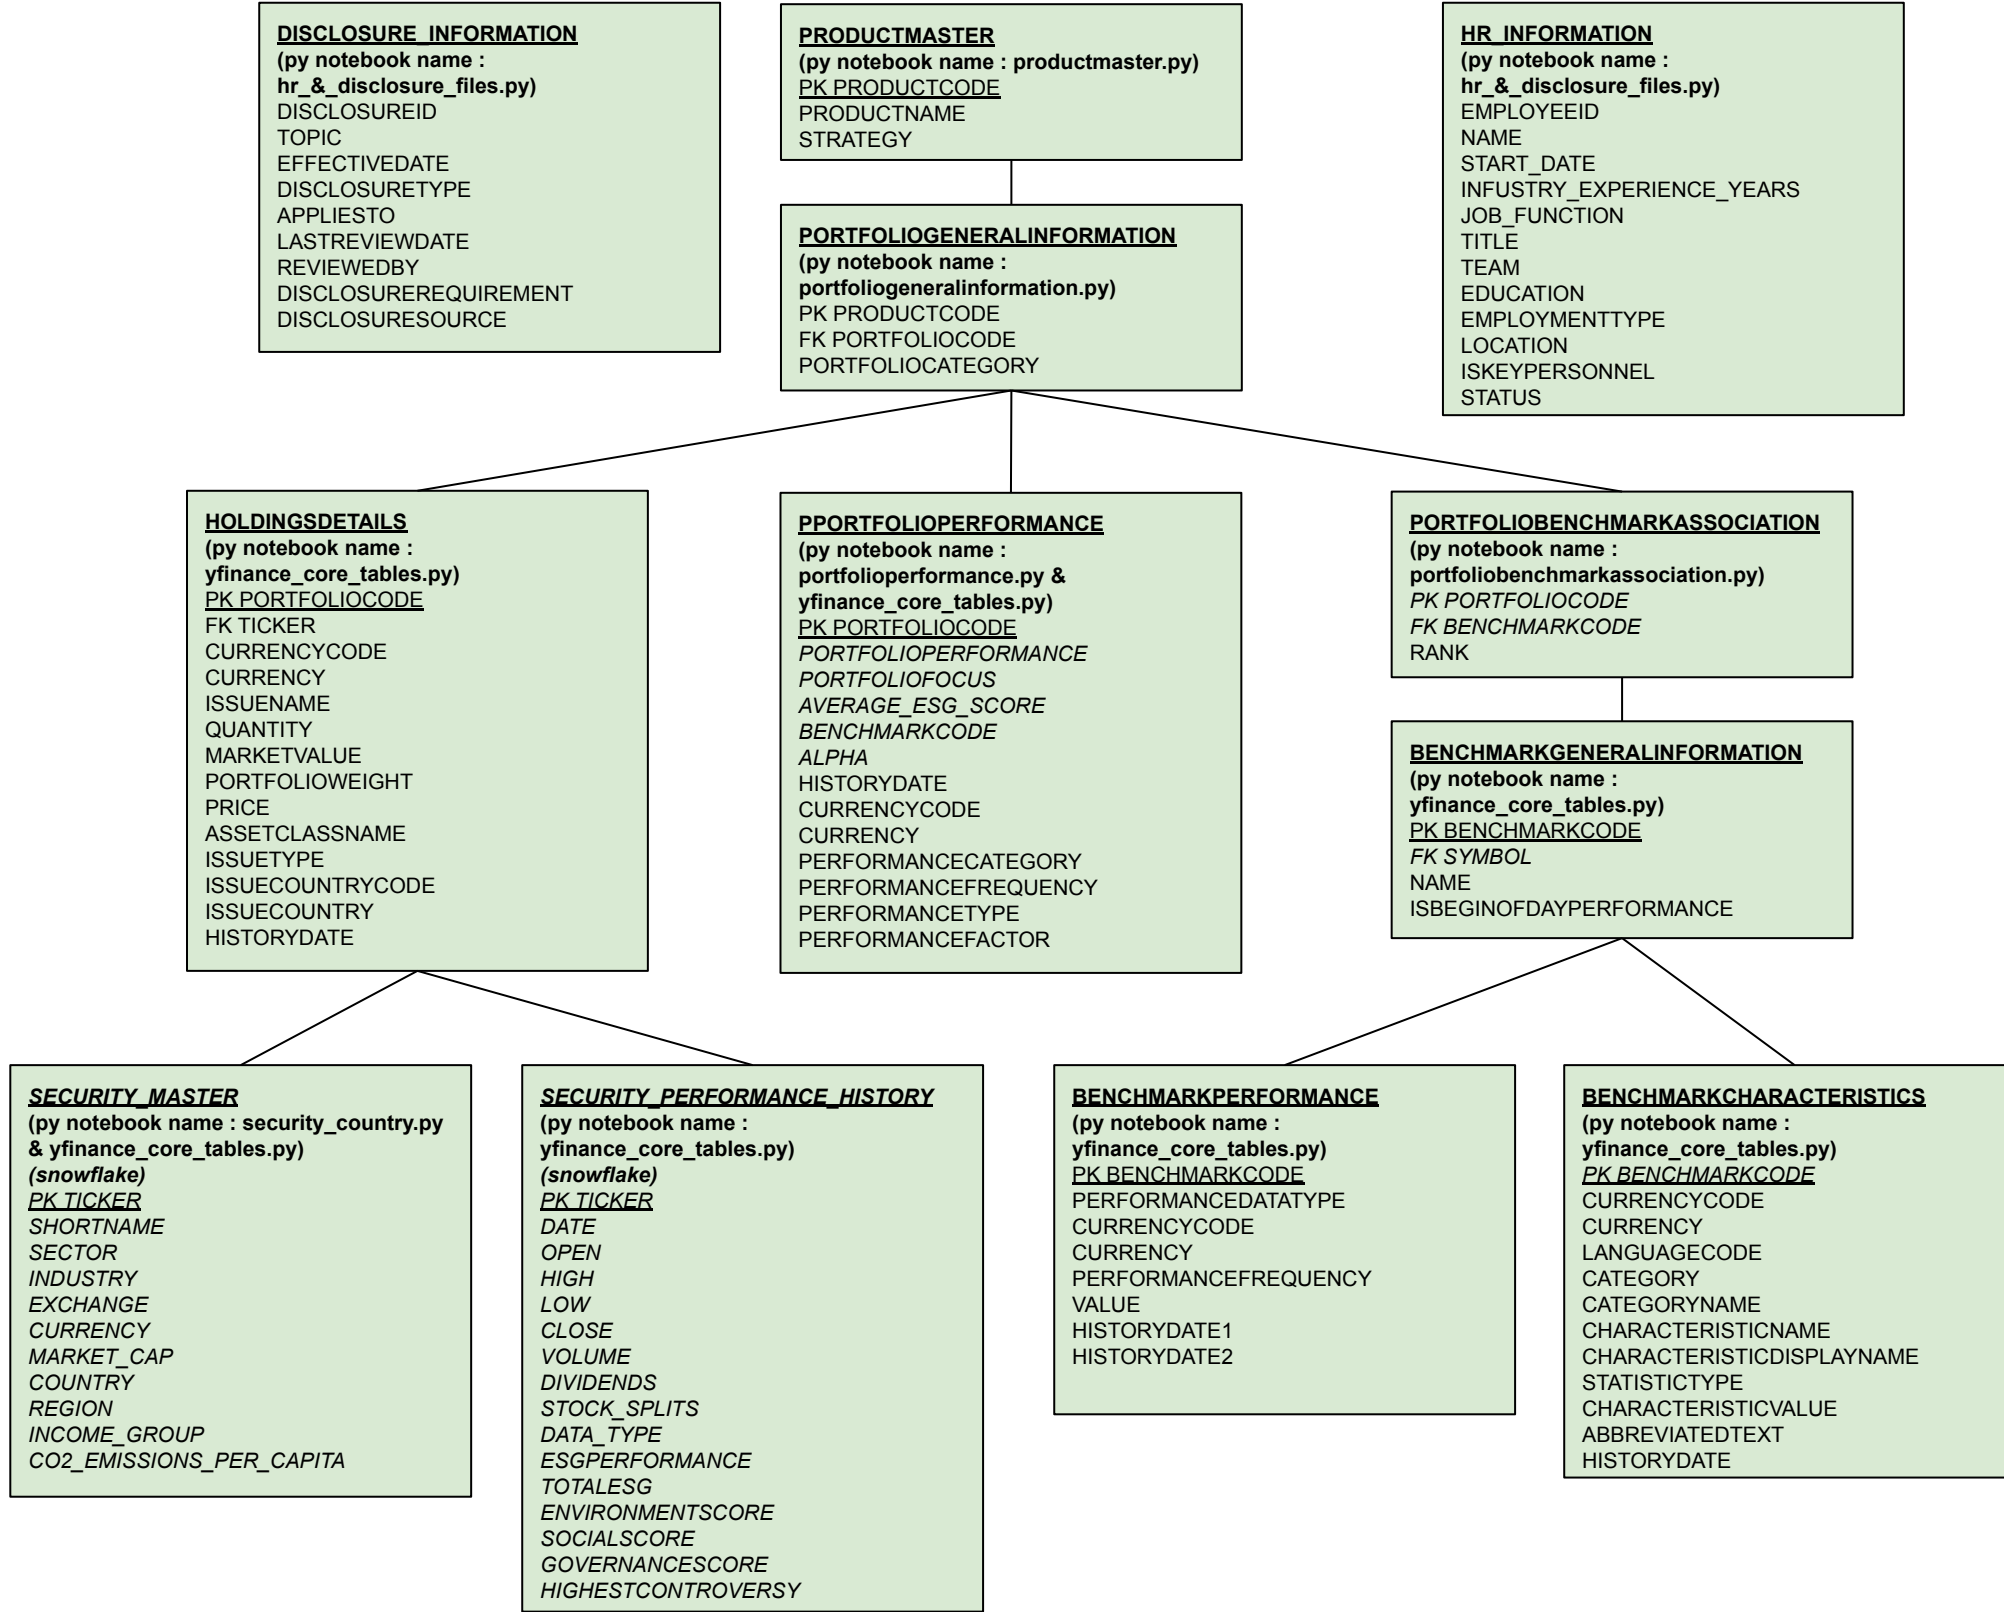 DISCLOSURE_INFORMATION
(py notebook name :
hr_&_disclosure_files.py)
DISCLOSUREID
TOPIC
EFFECTIVEDATE
DISCLOSURETYPE
APPLIESTO
LASTREVIEWDATE
REVIEWEDBY
DISCLOSUREREQUIREMENT
DISCLOSURESOURCE
PRODUCTMASTER
(py notebook name : productmaster.py)
PK PRODUCTCODE
PRODUCTNAME
STRATEGY
HR_INFORMATION
(py notebook name :
hr_&_disclosure_files.py)
EMPLOYEEID
NAME
START_DATE
INFUSTRY_EXPERIENCE_YEARS
JOB_FUNCTION
TITLE
TEAM
EDUCATION
EMPLOYMENTTYPE
LOCATION
ISKEYPERSONNEL
STATUS
PORTFOLIOGENERALINFORMATION
(py notebook name :
portfoliogeneralinformation.py)
PK PRODUCTCODE
FK PORTFOLIOCODE
PORTFOLIOCATEGORY
HOLDINGSDETAILS
(py notebook name :
yfinance_core_tables.py)
PK PORTFOLIOCODE
FK TICKER
CURRENCYCODE
CURRENCY
ISSUENAME
QUANTITY
MARKETVALUE
PORTFOLIOWEIGHT
PRICE
ASSETCLASSNAME
ISSUETYPE
ISSUECOUNTRYCODE
ISSUECOUNTRY
HISTORYDATE
PPORTFOLIOPERFORMANCE
(py notebook name :
portfolioperformance.py &
yfinance_core_tables.py)
PK PORTFOLIOCODE
PORTFOLIOPERFORMANCE
PORTFOLIOFOCUS
AVERAGE_ESG_SCORE
BENCHMARKCODE
ALPHA
HISTORYDATE
CURRENCYCODE
CURRENCY
PERFORMANCECATEGORY
PERFORMANCEFREQUENCY
PERFORMANCETYPE
PERFORMANCEFACTOR
PORTFOLIOBENCHMARKASSOCIATION
(py notebook name :
portfoliobenchmarkassociation.py)
PK PORTFOLIOCODE
FK BENCHMARKCODE
RANK
BENCHMARKGENERALINFORMATION
(py notebook name :
yfinance_core_tables.py)
PK BENCHMARKCODE
FK SYMBOL
NAME
ISBEGINOFDAYPERFORMANCE
SECURITY_MASTER
(py notebook name : security_country.py
& yfinance_core_tables.py)
(snowflake)
PK TICKER
SHORTNAME
SECTOR
INDUSTRY
EXCHANGE
CURRENCY
MARKET_CAP
COUNTRY
REGION
INCOME_GROUP
CO2_EMISSIONS_PER_CAPITA
SECURITY_PERFORMANCE_HISTORY
(py notebook name :
yfinance_core_tables.py)
(snowflake)
PK TICKER
DATE
OPEN
HIGH
LOW
CLOSE
VOLUME
DIVIDENDS
STOCK_SPLITS
DATA_TYPE
ESGPERFORMANCE
TOTALESG
ENVIRONMENTSCORE
SOCIALSCORE
GOVERNANCESCORE
HIGHESTCONTROVERSY
BENCHMARKPERFORMANCE
(py notebook name :
yfinance_core_tables.py)
PK BENCHMARKCODE
PERFORMANCEDATATYPE
CURRENCYCODE
CURRENCY
PERFORMANCEFREQUENCY
VALUE
HISTORYDATE1
HISTORYDATE2
BENCHMARKCHARACTERISTICS
(py notebook name :
yfinance_core_tables.py)
PK BENCHMARKCODE
CURRENCYCODE
CURRENCY
LANGUAGECODE
CATEGORY
CATEGORYNAME
CHARACTERISTICNAME
CHARACTERISTICDISPLAYNAME
STATISTICTYPE
CHARACTERISTICVALUE
ABBREVIATEDTEXT
HISTORYDATE